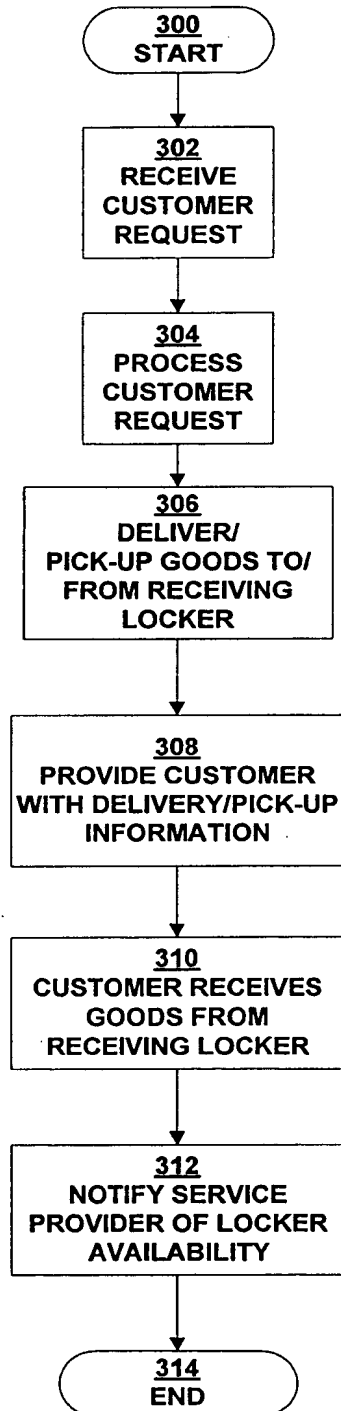 300
START
302
RECEIVE
CUSTOMER
REQUEST
304
PROCESS
CUSTOMER
REQUEST
306
DELIVER/
PICK-UP GOODS TO/
FROM RECEIVING
LOCKER
308
PROVIDE CUSTOMER
WITH DELIVERY/PICK-UP
INFORMATION
310
CUSTOMER RECEIVES
GOODS FROM
RECEIVING LOCKER
312
NOTIFY SERVICE
PROVIDER OF LOCKER
AVAILABILITY
314
END